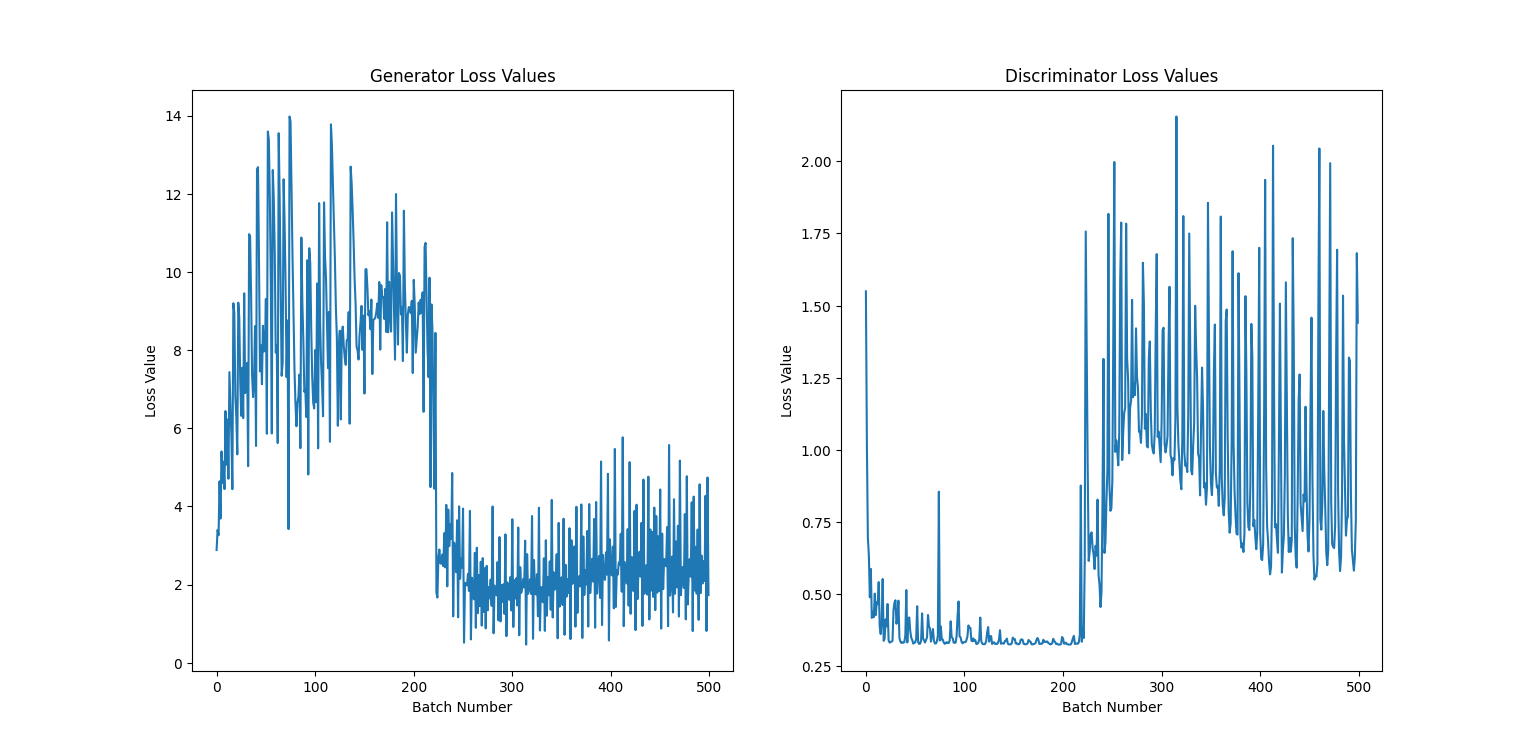 Generator Loss Values
Loss Value
14
12
10
8
6
4
2
0
0 100 200 300 400 500
Batch Number
Discriminator Loss Values
Loss Value
2.00
1.75
1.50
1.25
1.00
0.75
0.50
0.25
0 100 200 300 400 500
Batch Number